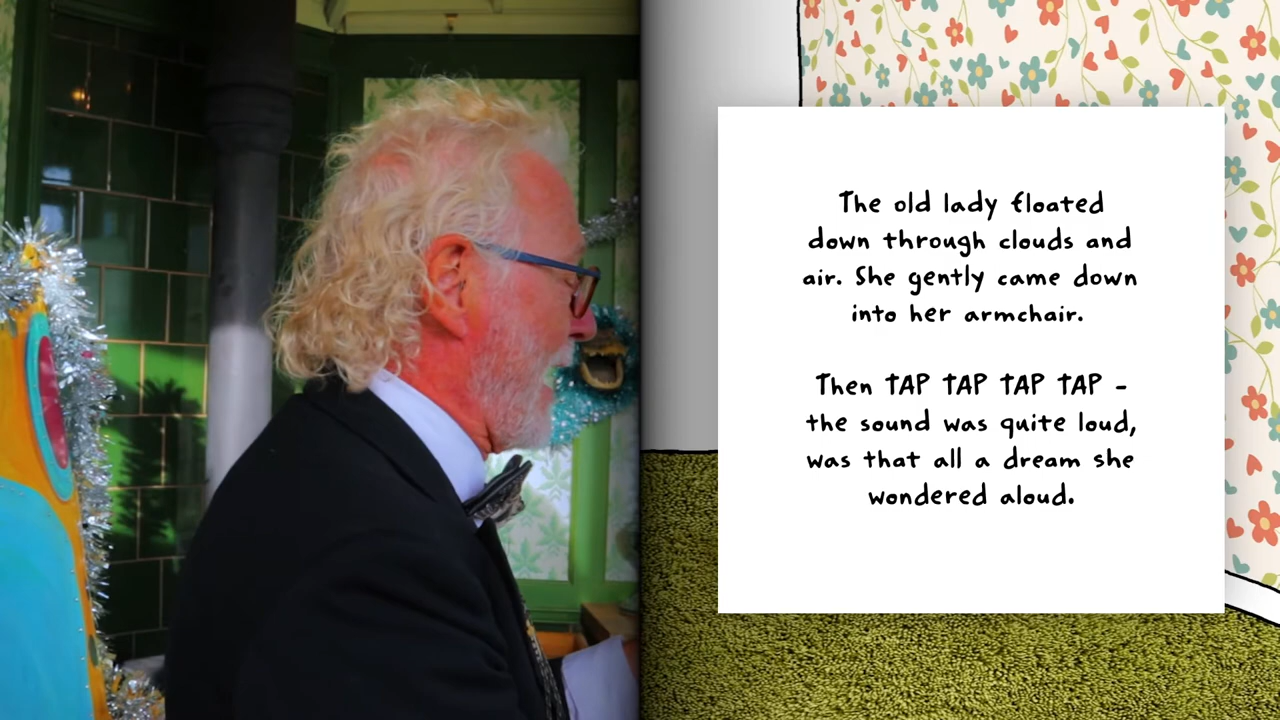 The old lady floated
down through clouds and
air. She gently came down
into her armchair.
Then TAP TAP TAP TAP -
the sound was quite loud,
was that all a dream she
wondered aloud.